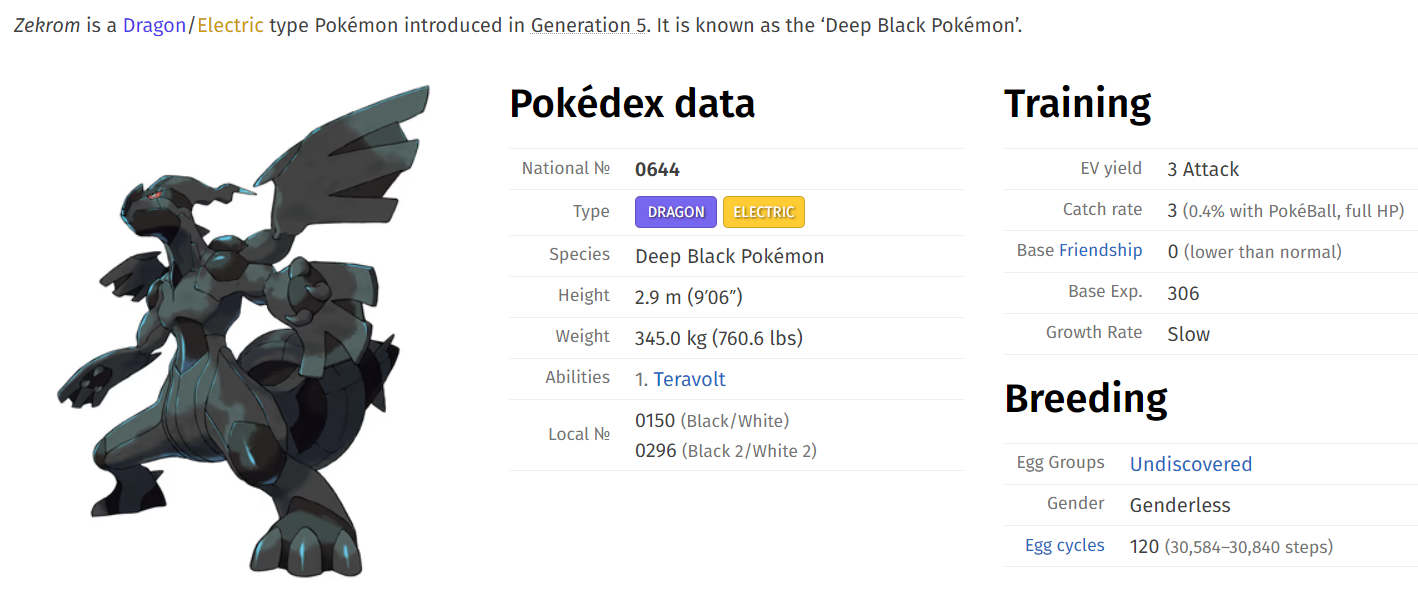 Zekrom is a Dragon/Electric type Pokémon introduced in Generation 5. It is known as the ‘Deep Black Pokémon’.
Pokédex data
National № 0644
Type DRAGON ELECTRIC
Species Deep Black Pokémon
Height 2.9 m (9′06″)
Weight 345.0 kg (760.6 lbs)
Abilities 1. Teravolt
Local № 0150 (Black/White)
0296 (Black 2/White 2)
Training
EV yield 3 Attack
Catch rate 3 (0.4% with PokéBall, full HP)
Base Friendship 0 (lower than normal)
Base Exp. 306
Growth Rate Slow
Breeding
Egg Groups Undiscovered
Gender Genderless
Egg cycles 120 (30,584–30,840 steps)